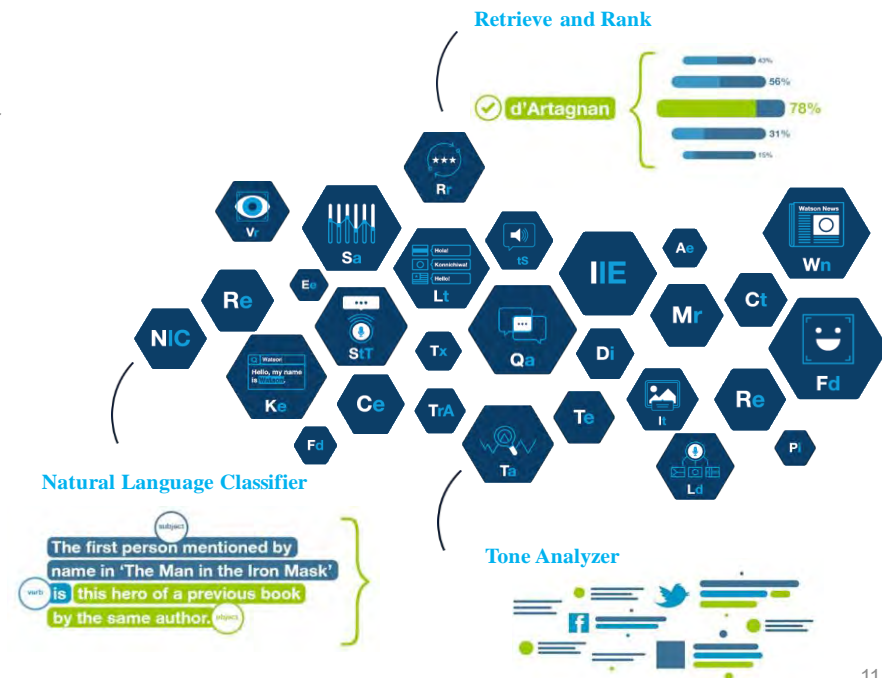 Retrieve and Rank
43%
56%
d'Artagnan
78%
31%
15%
Rr
Vr
Sa
Hola!
Konnichiwa!
Hello!
Lt
tS
IIE
Ae
Watson News
Wn
Re
Ee
NIC
StT
Tx
Qa
Di
Mr
Ct
Fd
Watson
Hello, my name
is Watson.
Ke
Ce
TrA
Te
It
Re
Fd
Ta
Ld
Pi
Natural Language Classifier
subject
The first person mentioned by
name in 'The Man in the Iron Mask'
verb is this hero of a previous book
by the same author. object
Tone Analyzer
11